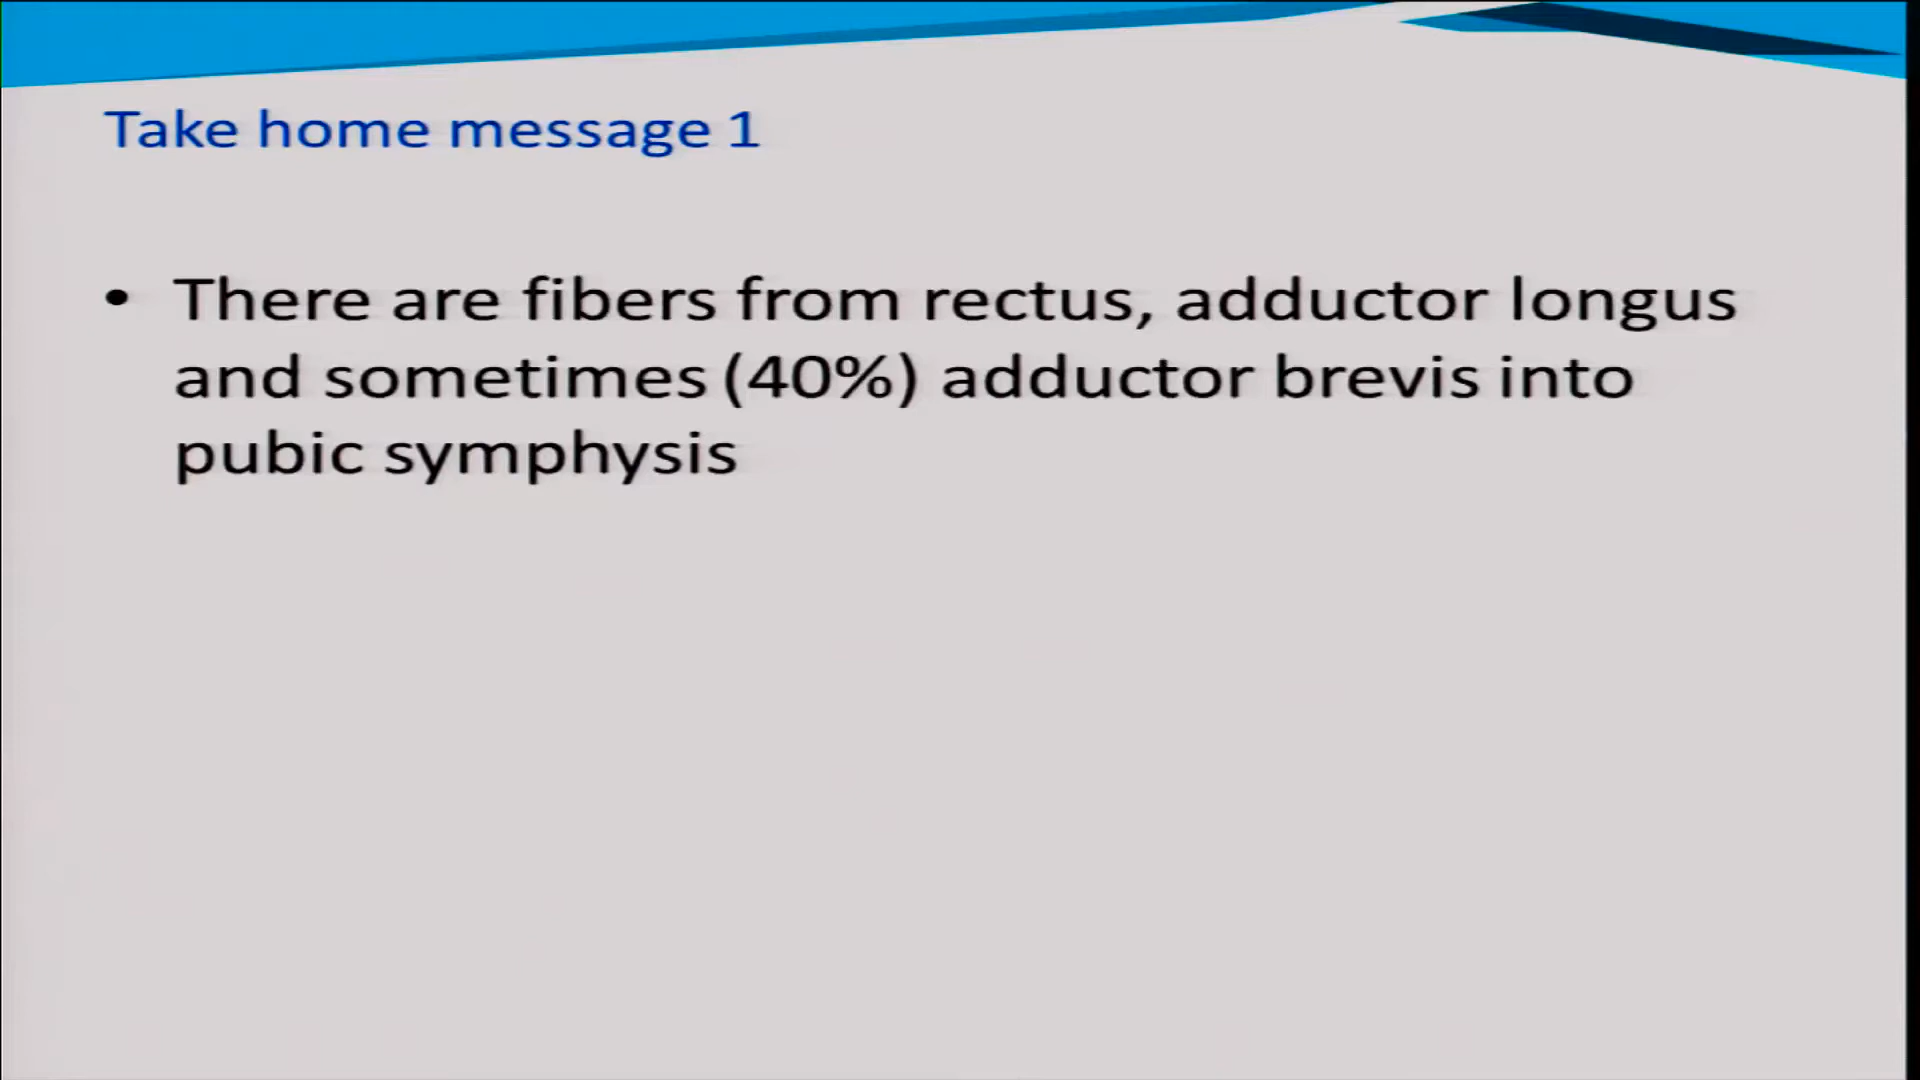 Take home message 1
• There are fibers from rectus, adductor longus
and sometimes (40%) adductor brevis into
pubic symphysis